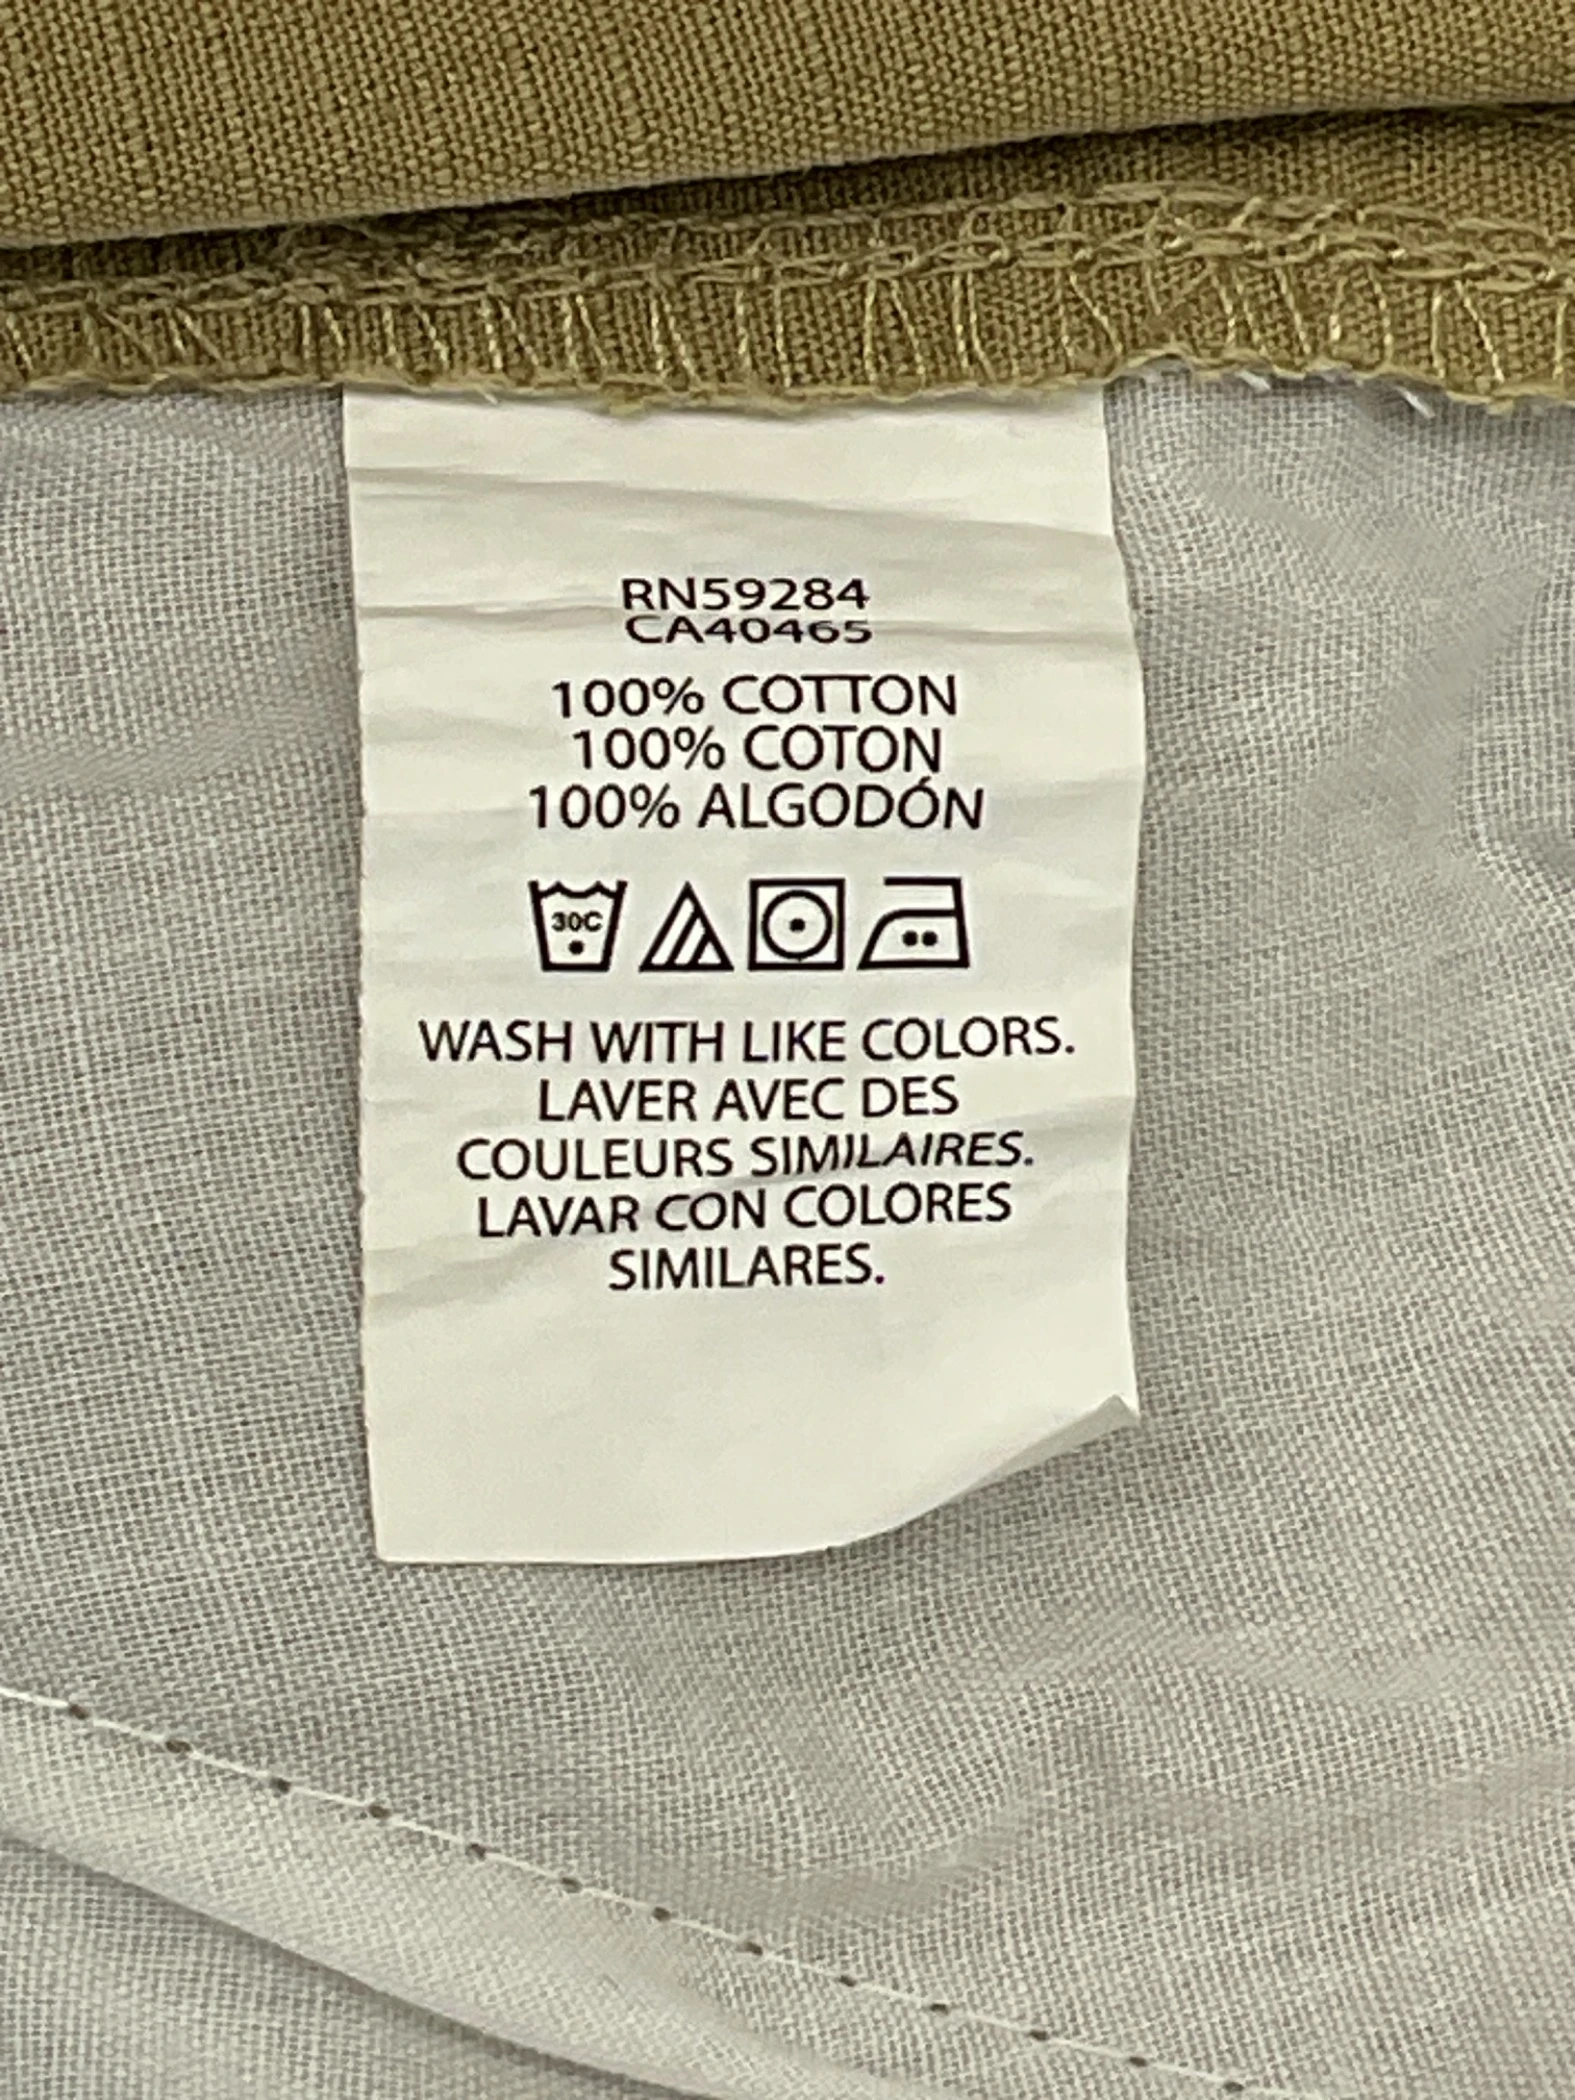 RN59284
CA40465
100% COTTON
100% COTON
100% ALGODÓN
30C
WASH WITH LIKE COLORS.
LAVER AVEC DES
COULEURS SIMILAIRES.
LAVAR CON COLORES
SIMILARES.